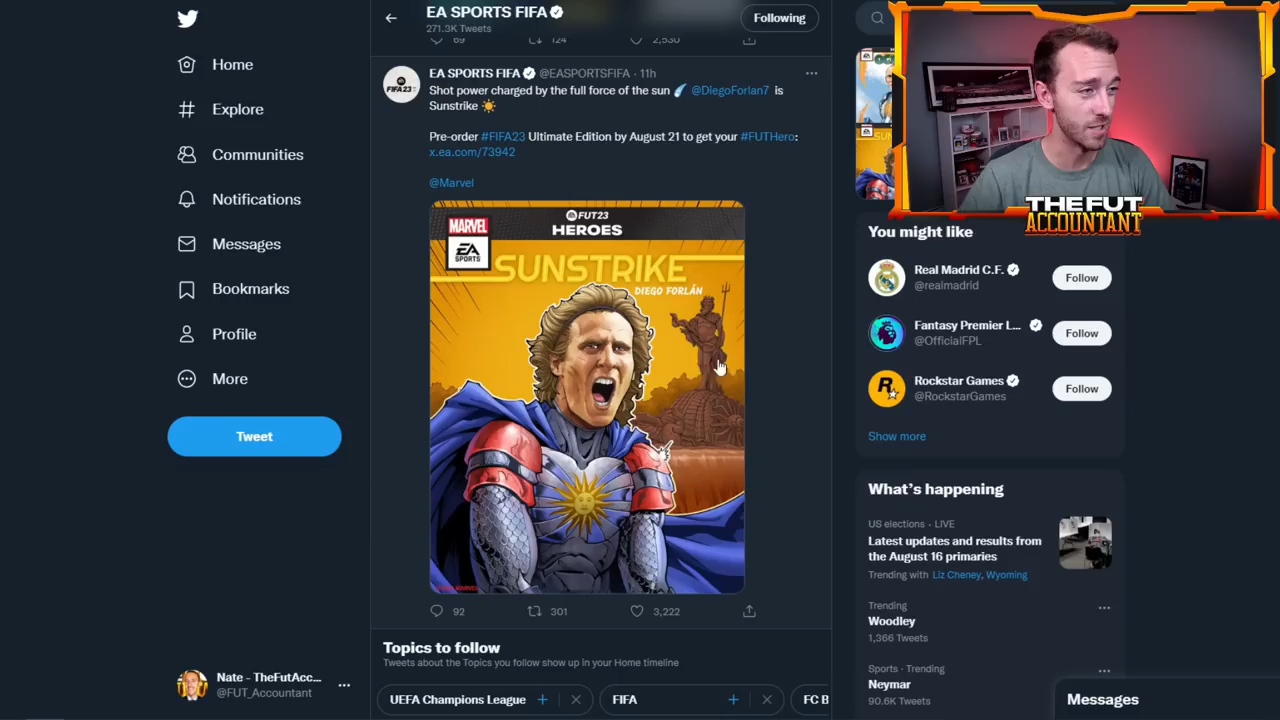 EA SPORTS FIFA
271.3K Tweets
Following
69 124 2,530
Home
Explore
Communities
Notifications
Messages
Bookmarks
Profile
More
Tweet
Nate - TheFutAcc...
@FUT_Accountant
FIFA 23
EA SPORTS FIFA @EASPORTSFIFA · 11h
Shot power charged by the full force of the sun @DiegoForlan7 is
Sunstrike
Pre-order #FIFA23 Ultimate Edition by August 21 to get your #FUTHero:
x.ea.com/73942
@Marvel
MARVEL
EA
SPORTS
FUT23
HEROES
SUNSTRIKE
DIEGO FORLÁN
92 301 3,222
Topics to follow
Tweets about the Topics you follow show up in your Home timeline
UEFA Champions League
FIFA
FC B
THE FUT
ACCOUNTANT
You might like
Real Madrid C.F.
@realmadrid
Follow
Fantasy Premier L...
@OfficialFPL
Follow
Rockstar Games
@RockstarGames
Follow
Show more
What's happening
US elections · LIVE
Latest updates and results from
the August 16 primaries
Trending with Liz Cheney, Wyoming
Trending
Woodley
1,366 Tweets
Sports · Trending
Neymar
90.6K Tweets
Messages